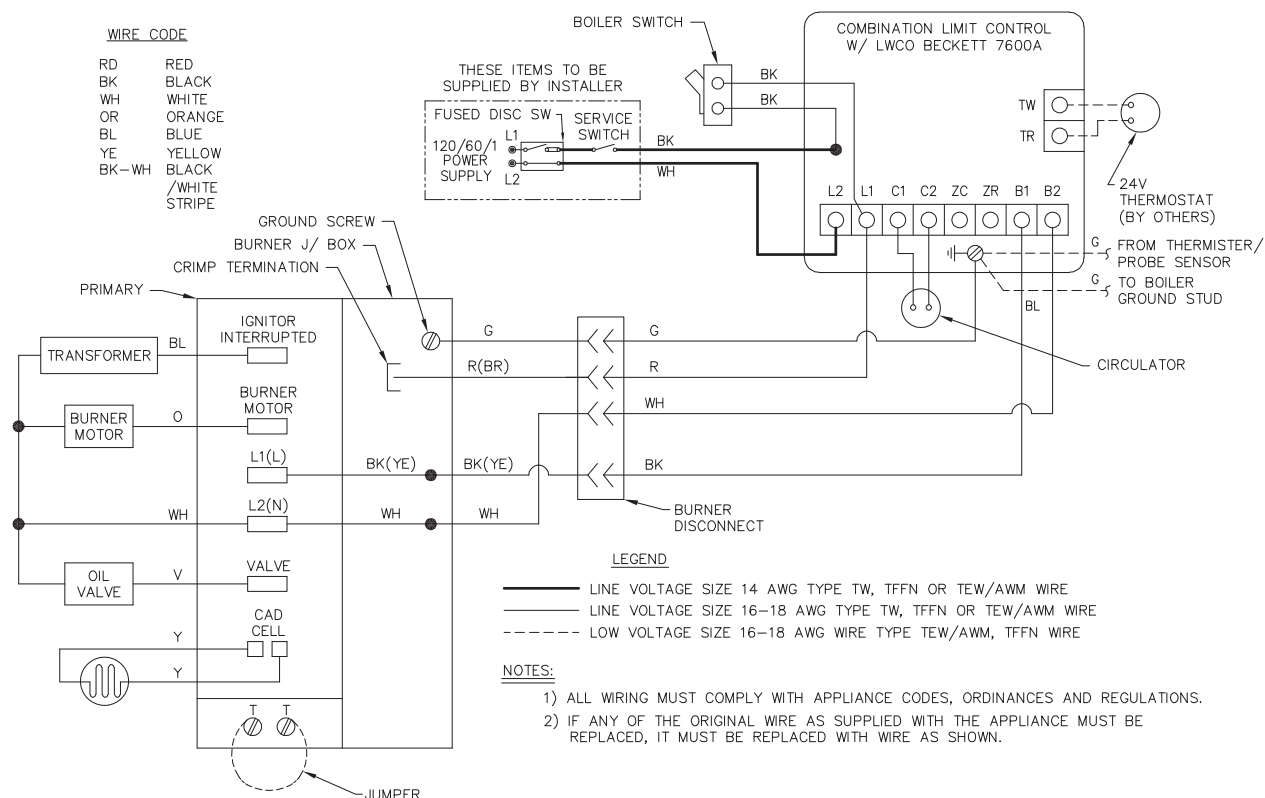 WIRE CODE
RD RED
BK BLACK
WH WHITE
OR ORANGE
BL BLUE
YE YELLOW
BK-WH BLACK
/WHITE
STRIPE
BOILER SWITCH
BK
BK
COMBINATION LIMIT CONTROL
W/ LWCO BECKETT 7600A
TW
TR
24V
THERMOSTAT
(BY OTHERS)
L2 L1 C1 C2 ZC ZR B1 B2
THESE ITEMS TO BE
SUPPLIED BY INSTALLER
FUSED DISC SW
SERVICE
SWITCH
L1
120/60/1
POWER
SUPPLY
L2
BK
WH
G FROM THERMISTER/
PROBE SENSOR
G TO BOILER
GROUND STUD
BL
CIRCULATOR
GROUND SCREW
BURNER J/ BOX
CRIMP TERMINATION
PRIMARY
IGNITOR
INTERRUPTED
TRANSFORMER
BL
BURNER
MOTOR
BURNER
MOTOR
O
L1(L)
BK(YE)
BK(YE)
BK
L2(N)
WH
WH
WH
G
G
R(BR)
R
WH
BURNER
DISCONNECT
OIL
VALVE
V
VALVE
CAD
CELL
Y
Y
T T
JUMPER
LEGEND
LINE VOLTAGE SIZE 14 AWG TYPE TW, TFFN OR TEW/AWM WIRE
LINE VOLTAGE SIZE 16-18 AWG TYPE TW, TFFN OR TEW/AWM WIRE
LOW VOLTAGE SIZE 16-18 AWG WIRE TYPE TEW/AWM, TFFN WIRE
NOTES:
1) ALL WIRING MUST COMPLY WITH APPLIANCE CODES, ORDINANCES AND REGULATIONS.
2) IF ANY OF THE ORIGINAL WIRE AS SUPPLIED WITH THE APPLIANCE MUST BE
REPLACED, IT MUST BE REPLACED WITH WIRE AS SHOWN.